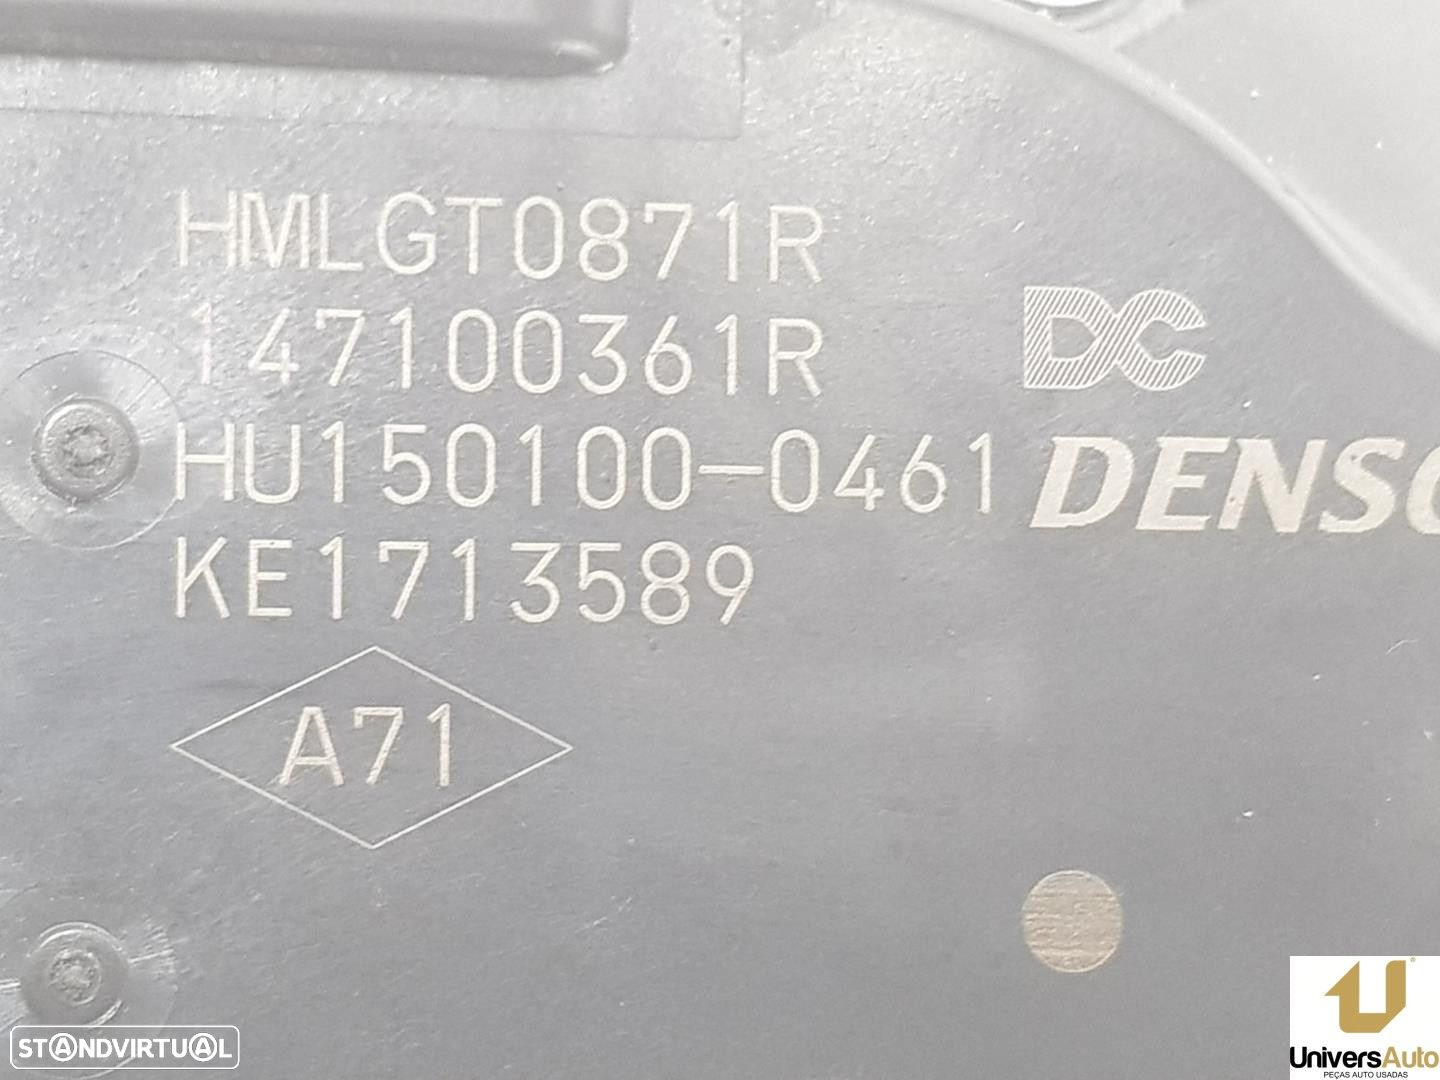 HMLGT0871R
147100361R
HU150100-0461
KE1713589
A71
DC
DENSO
STANDVIRTUAL
UniversAuto
PEÇAS AUTO USADAS